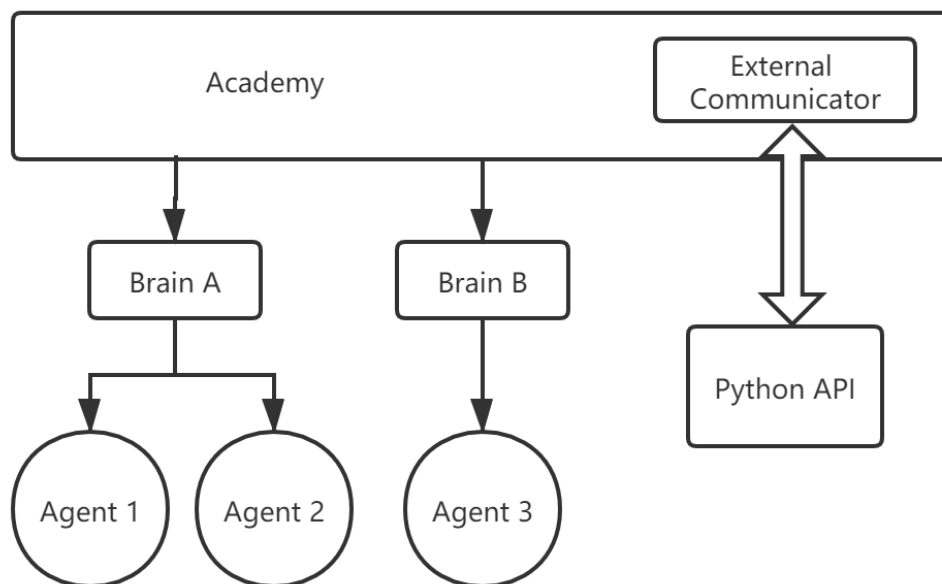 Academy
External
Communicator
Brain A
Brain B
Python API
Agent 1
Agent 2
Agent 3